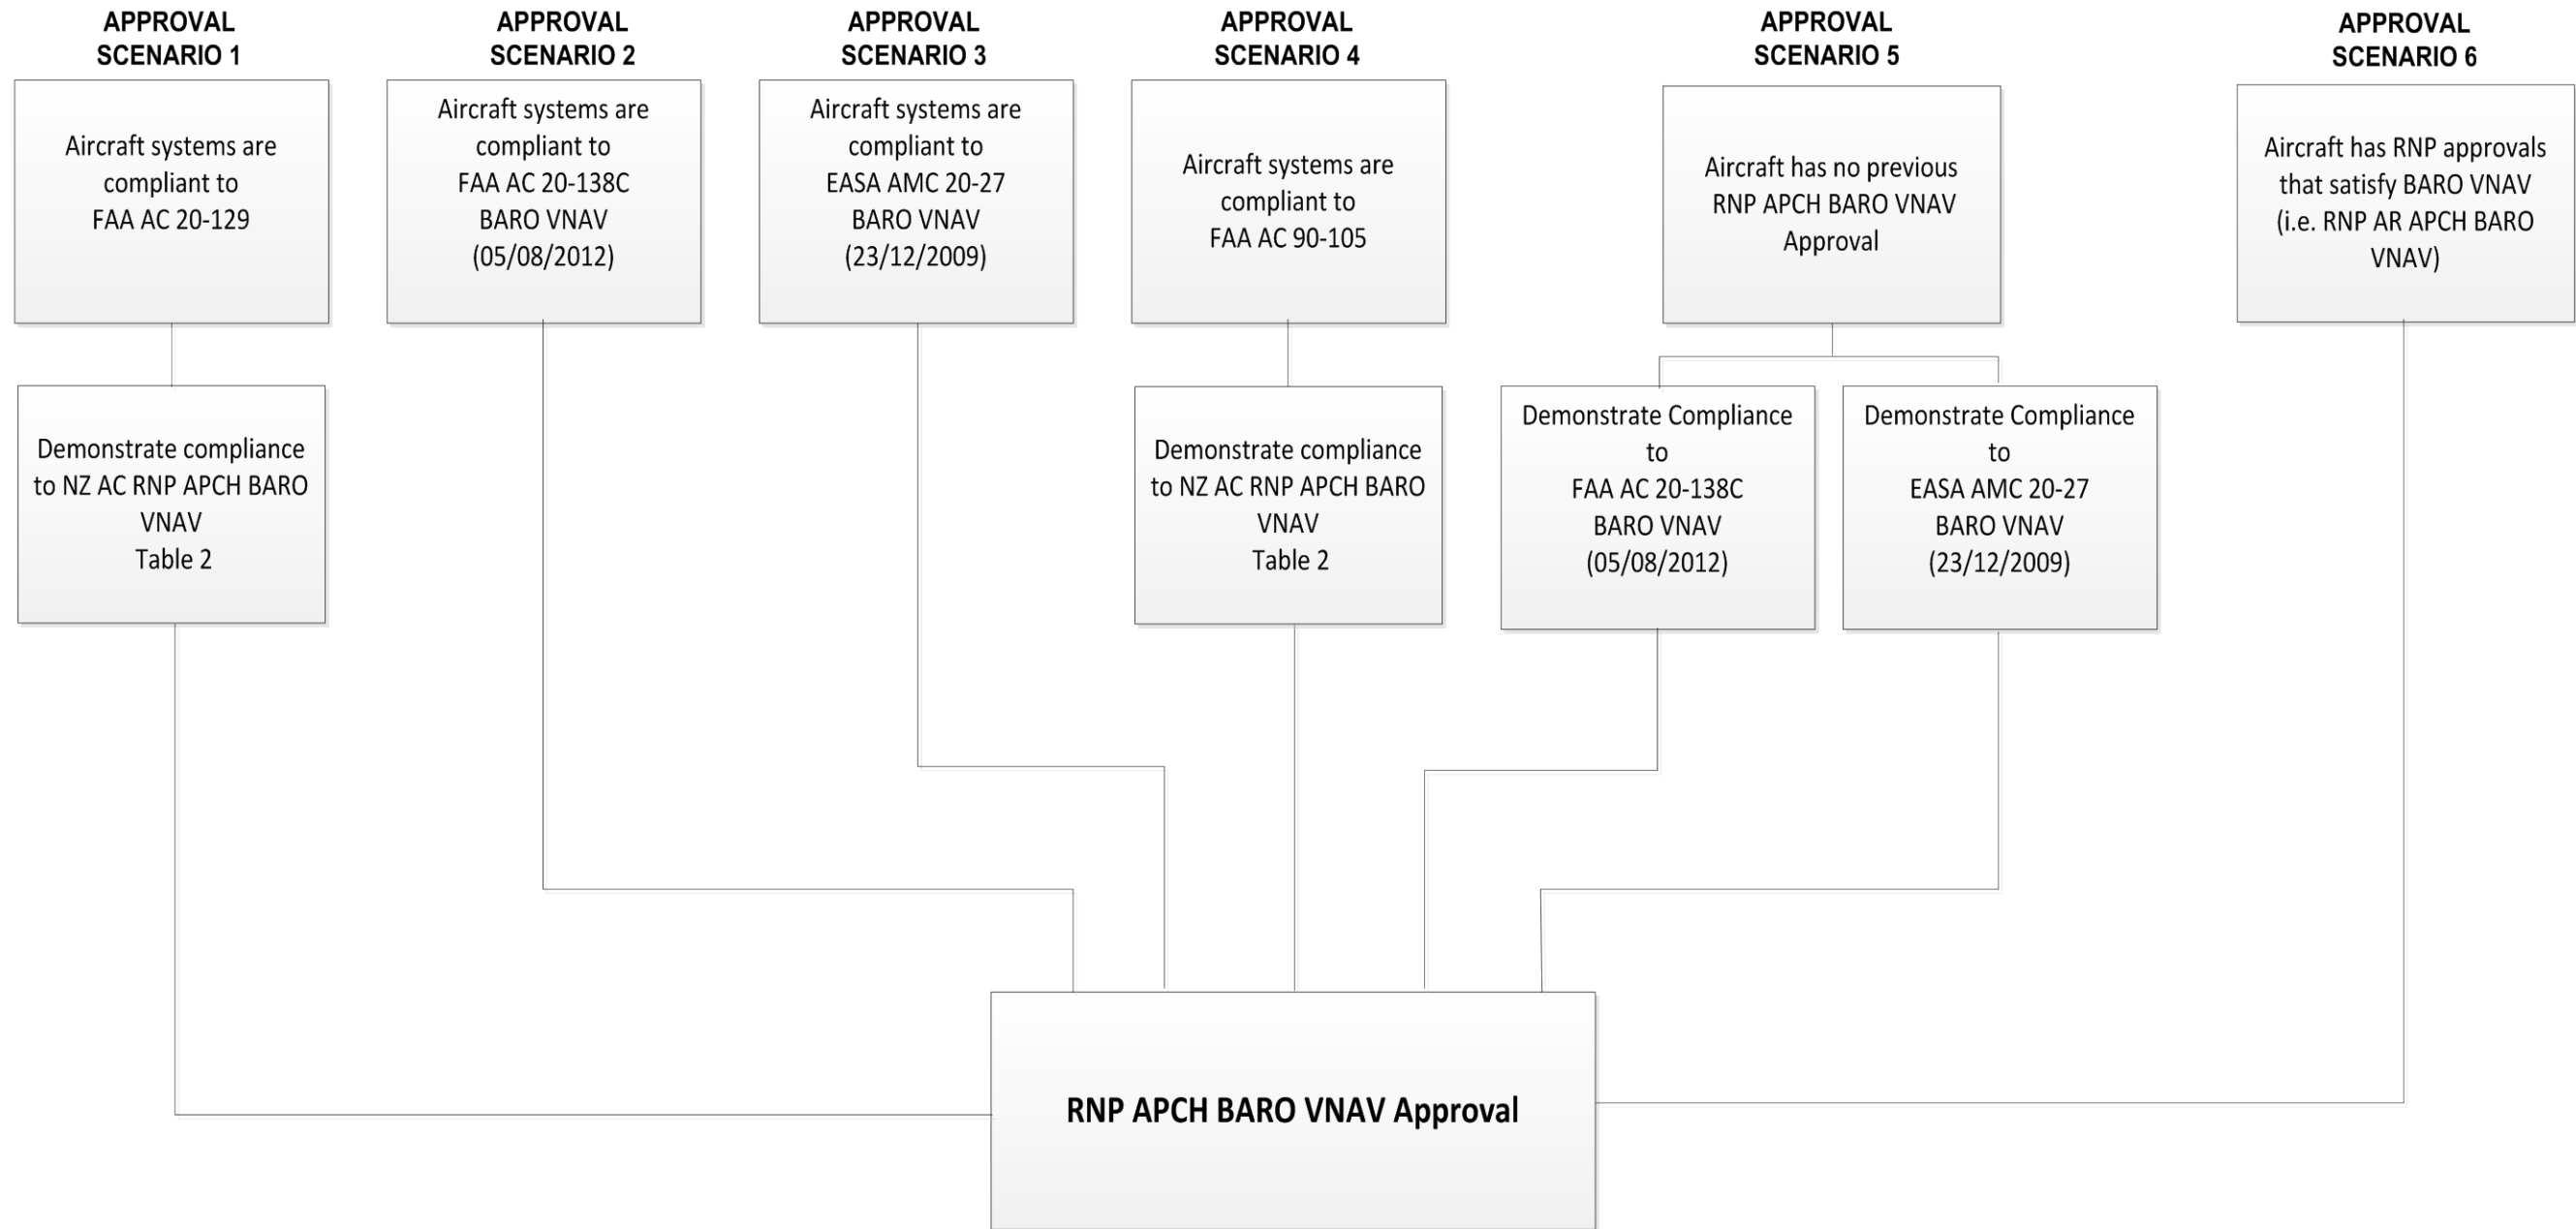 APPROVAL
SCENARIO 1
APPROVAL
SCENARIO 2
APPROVAL
SCENARIO 3
APPROVAL
SCENARIO 4
APPROVAL
SCENARIO 5
APPROVAL
SCENARIO 6
Aircraft systems are
compliant to
FAA AC 20-129
Aircraft systems are
compliant to
FAA AC 20-138C
BARO VNAV
(05/08/2012)
Aircraft systems are
compliant to
EASA AMC 20-27
BARO VNAV
(23/12/2009)
Aircraft systems are
compliant to
FAA AC 90-105
Aircraft has no previous
RNP APCH BARO VNAV
Approval
Aircraft has RNP approvals
that satisfy BARO VNAV
(i.e. RNP AR APCH BARO
VNAV)
Demonstrate compliance
to NZ AC RNP APCH BARO
VNAV
Table 2
Demonstrate compliance
to NZ AC RNP APCH BARO
VNAV
Table 2
Demonstrate Compliance
to
FAA AC 20-138C
BARO VNAV
(05/08/2012)
Demonstrate Compliance
to
EASA AMC 20-27
BARO VNAV
(23/12/2009)
RNP APCH BARO VNAV Approval